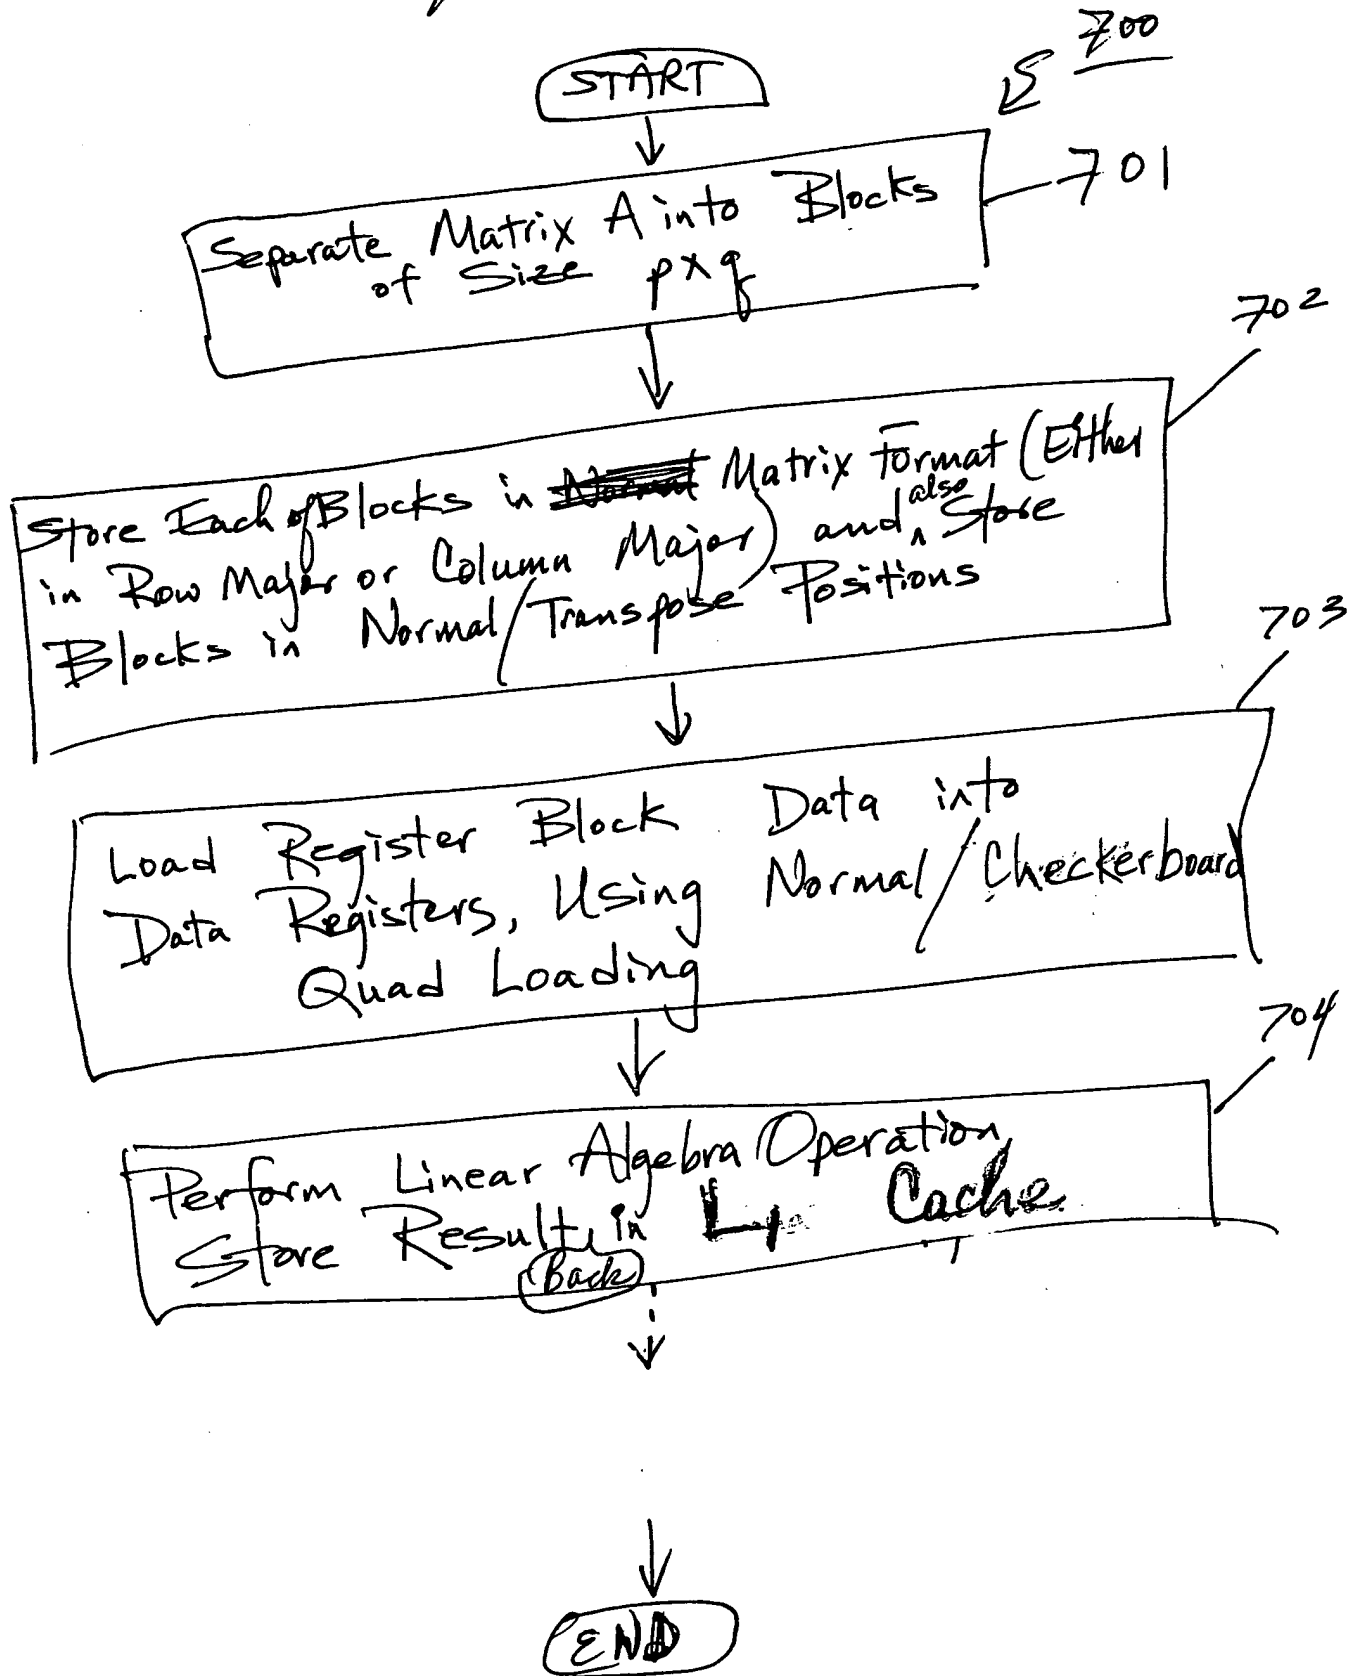 700
START
701
Separate Matrix A into Blocks
of Size p x q
702
Store Each of Blocks in Matrix Format (Either
in Row Major or Column Major) and also Store
Blocks in Normal/Transpose Positions
703
Load Register Block Data into
Data Registers, Using Normal/Checkerboard
Quad Loading
704
Perform Linear Algebra Operation,
Store Result, in L1 Cache.
Back
END